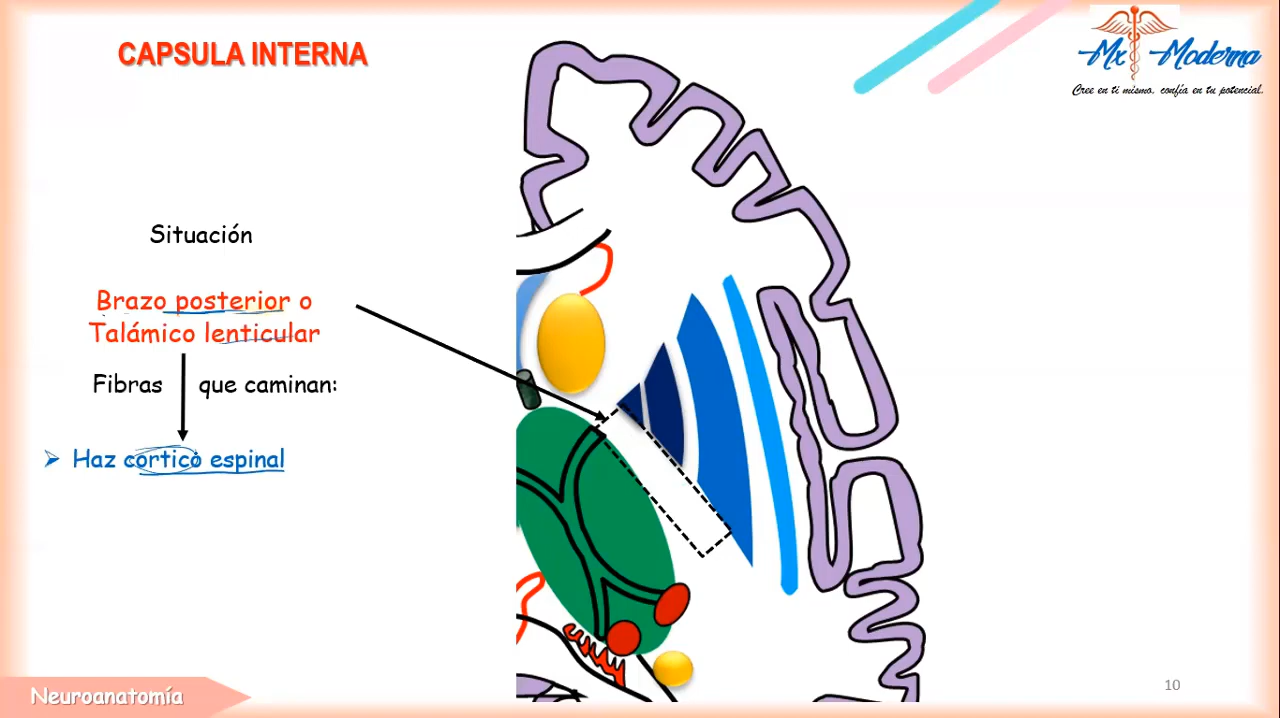 CAPSULA INTERNA
Mx Moderna
Cree en ti mismo, confía en tu potencial.
Situación
Brazo posterior o
Talámico lenticular
Fibras que caminan:
Haz cortico espinal
Neuroanatomía
10